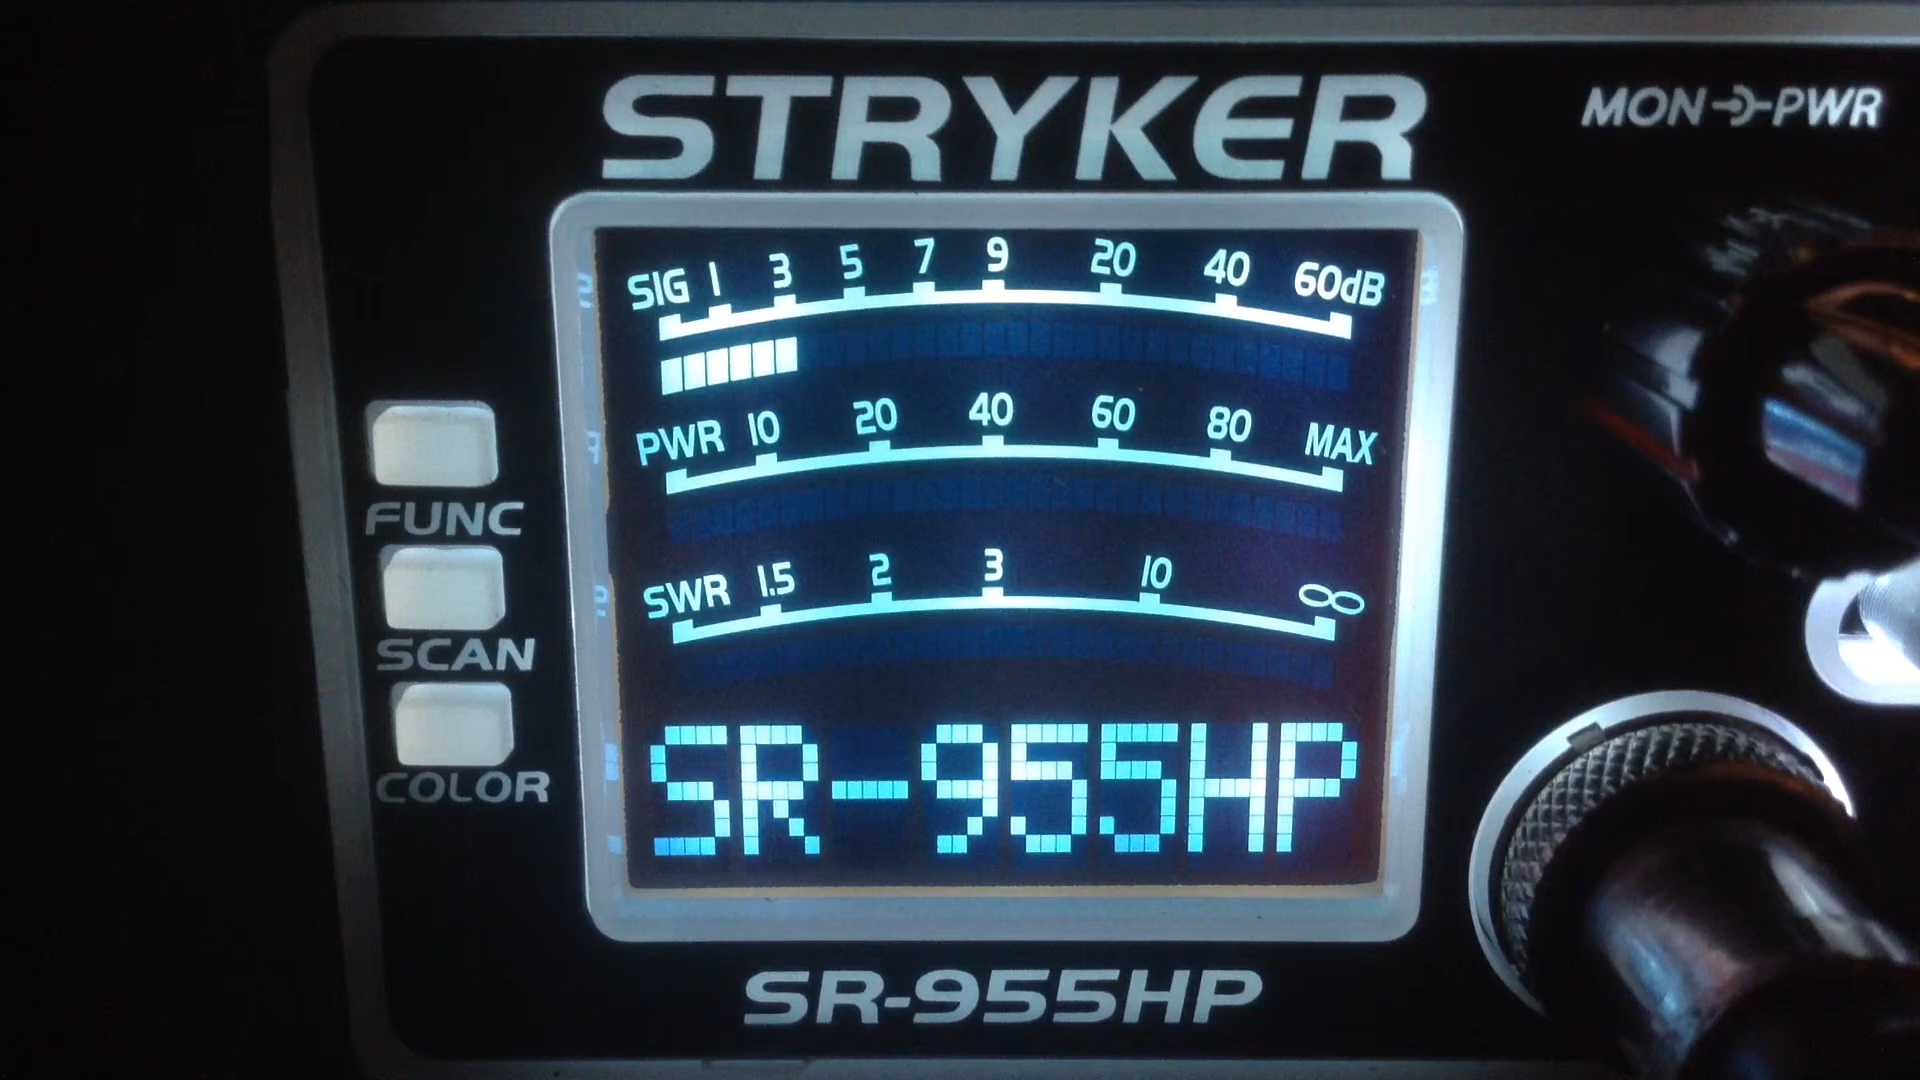 STRYKER
MON PWR
SIG 1 3 5 7 9 20 40 60dB
PWR 10 20 40 60 80 MAX
SWR 1.5 2 3 10 ∞
SR-955HP
FUNC
SCAN
COLOR
SR-955HP